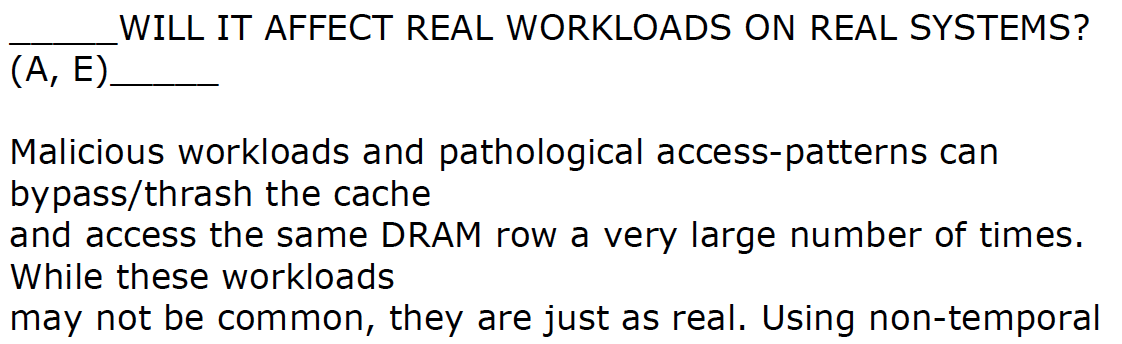 _____WILL IT AFFECT REAL WORKLOADS ON REAL SYSTEMS?
(A, E)_____
Malicious workloads and pathological access-patterns can
bypass/thrash the cache
and access the same DRAM row a very large number of times.
While these workloads
may not be common, they are just as real. Using non-temporal